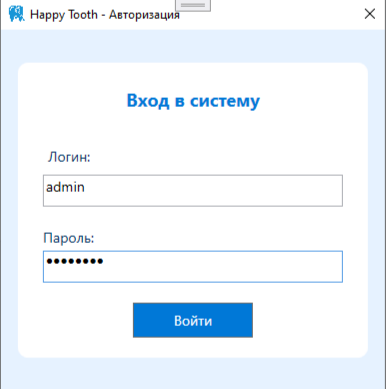 Happy Tooth - Авторизация
Вход в систему
Логин:
admin
Пароль:
••••••••
Войти